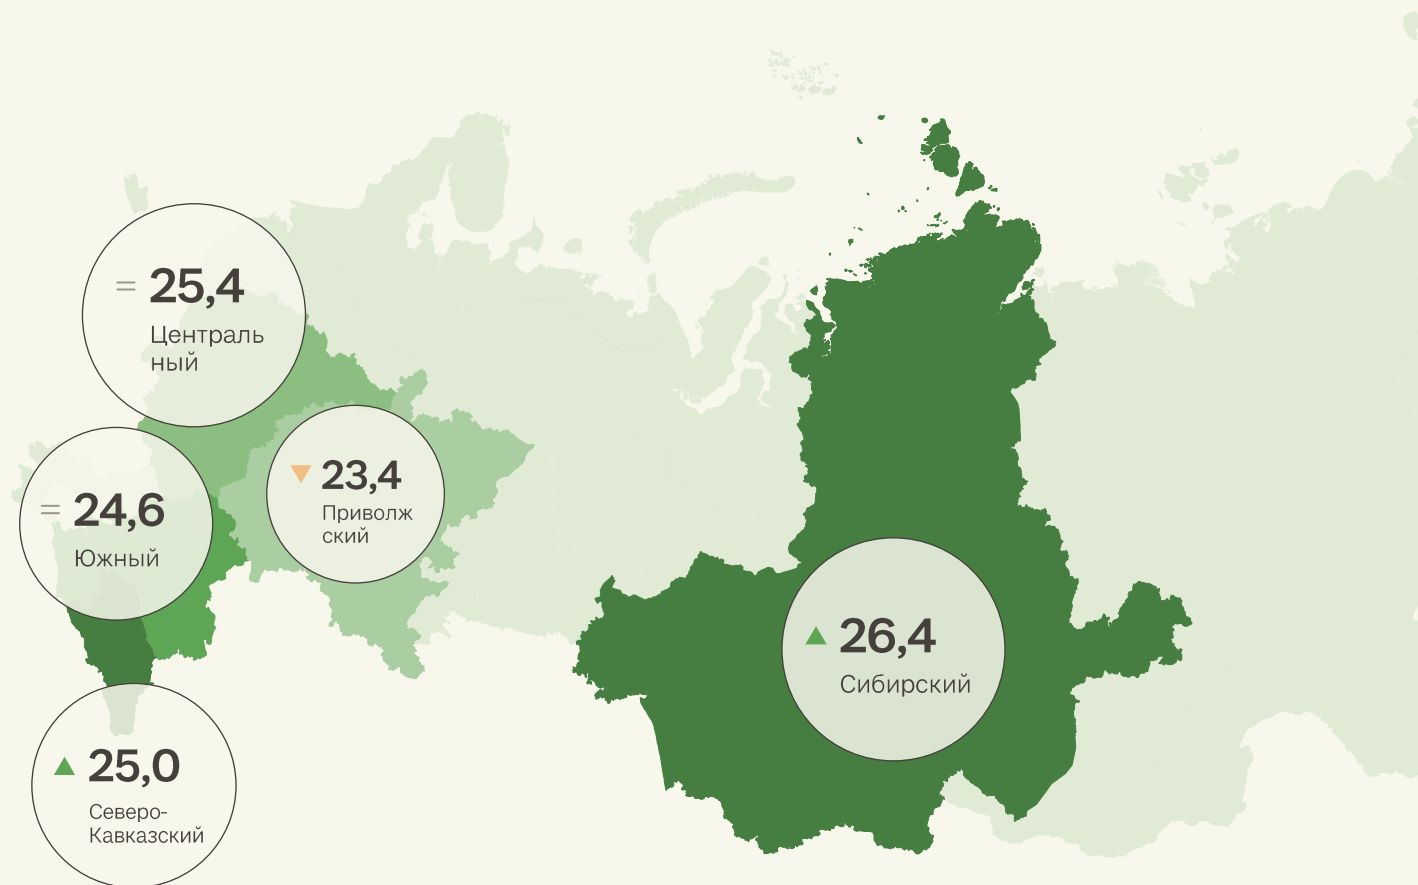 = 25,4
Централь
ный
23,4
Приволж
ский
= 24,6
Южный
26,4
Сибирский
25,0
Северо-
Кавказский